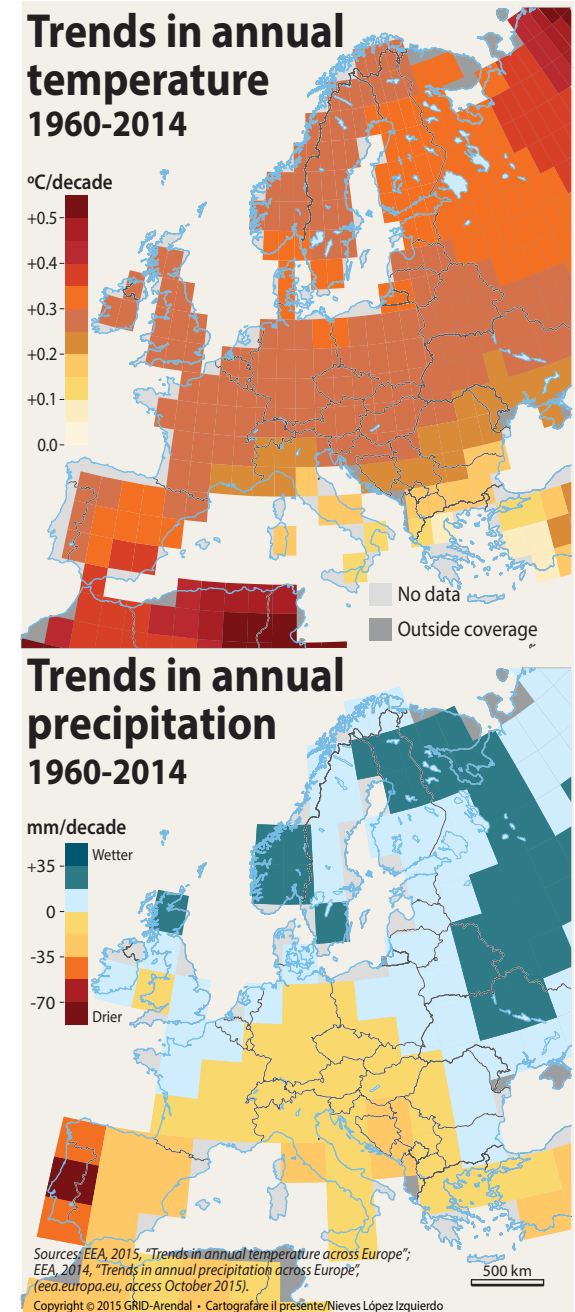 Trends in annual
temperature
1960-2014
ºC/decade
+0.5
+0.4
+0.3
+0.2
+0.1
0.0
No data
Outside coverage
Trends in annual
precipitation
1960-2014
mm/decade
Wetter
+35
0
-35
-70
Drier
Sources: EEA, 2015, “Trends in annual temperature across Europe”;
EEA, 2014, “Trends in annual precipitation across Europe”,
(eea.europa.eu, access October 2015).
500 km
Copyright © 2015 GRID-Arendal • Cartografare il presente/Nieves López Izquierdo